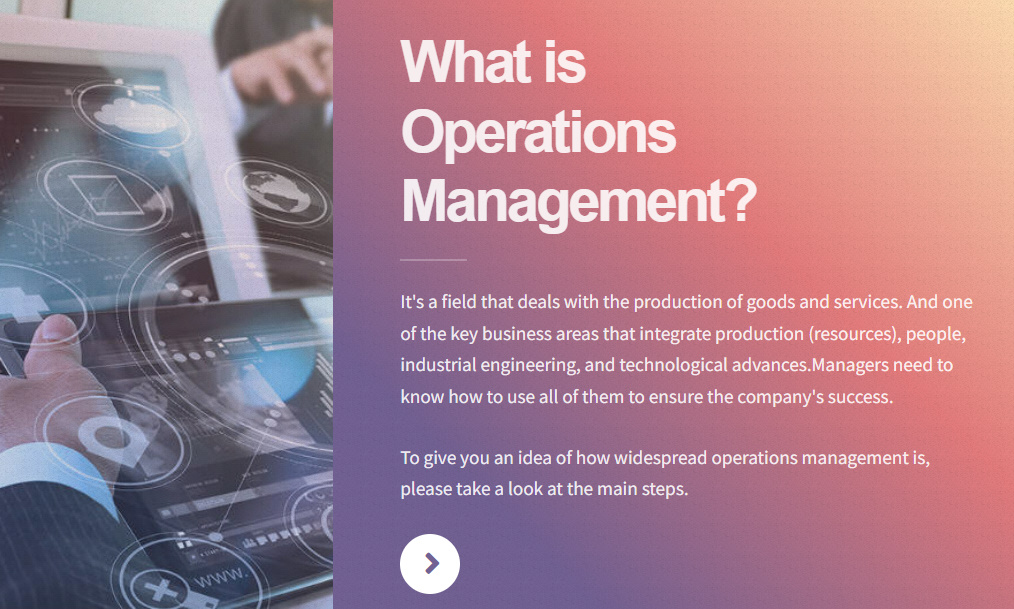 What is
Operations
Management?
It's a field that deals with the production of goods and services. And one
of the key business areas that integrate production (resources), people,
industrial engineering, and technological advances.Managers need to
know how to use all of them to ensure the company's success.
To give you an idea of how widespread operations management is,
please take a look at the main steps.
www.